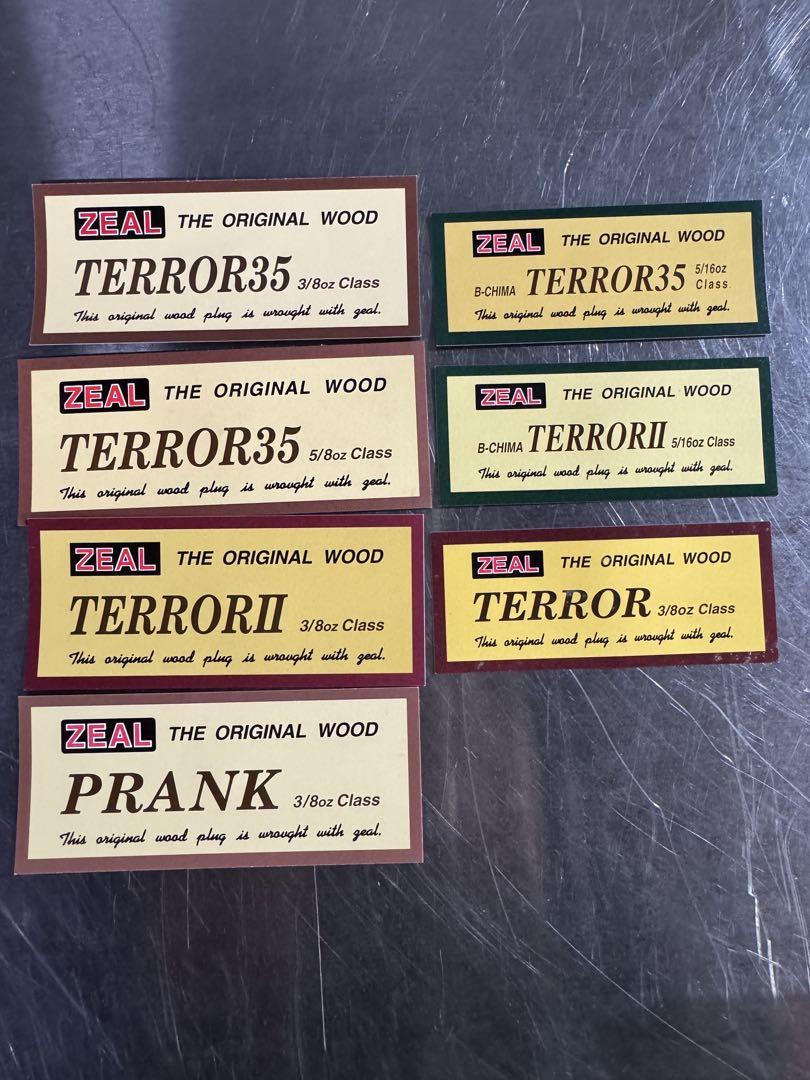 ZEAL THE ORIGINAL WOOD
TERROR35 3/8oz Class
This original wood plug is wrought with zeal.
ZEAL THE ORIGINAL WOOD
TERROR35 5/8oz Class
This original wood plug is wrought with zeal.
ZEAL THE ORIGINAL WOOD
TERRORII 3/8oz Class
This original wood plug is wrought with zeal.
ZEAL THE ORIGINAL WOOD
PRANK 3/8oz Class
This original wood plug is wrought with zeal.
ZEAL THE ORIGINAL WOOD
B-CHIMA TERROR35 5/16oz Class
This original wood plug is wrought with zeal.
ZEAL THE ORIGINAL WOOD
B-CHIMA TERRORII 5/16oz Class
This original wood plug is wrought with zeal.
ZEAL THE ORIGINAL WOOD
TERROR 3/8oz Class
This original wood plug is wrought with zeal.